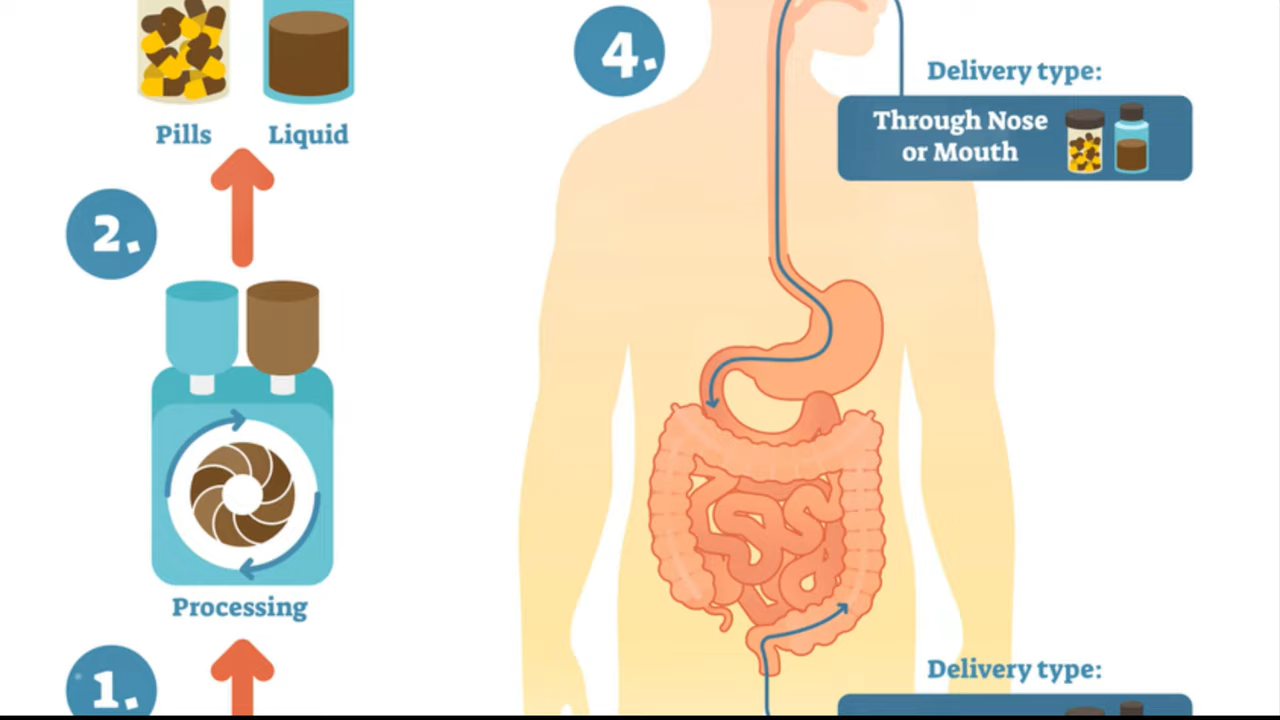 Pills
Liquid
2.
Processing
1.
4.
Delivery type:
Through Nose
or Mouth
Delivery type: